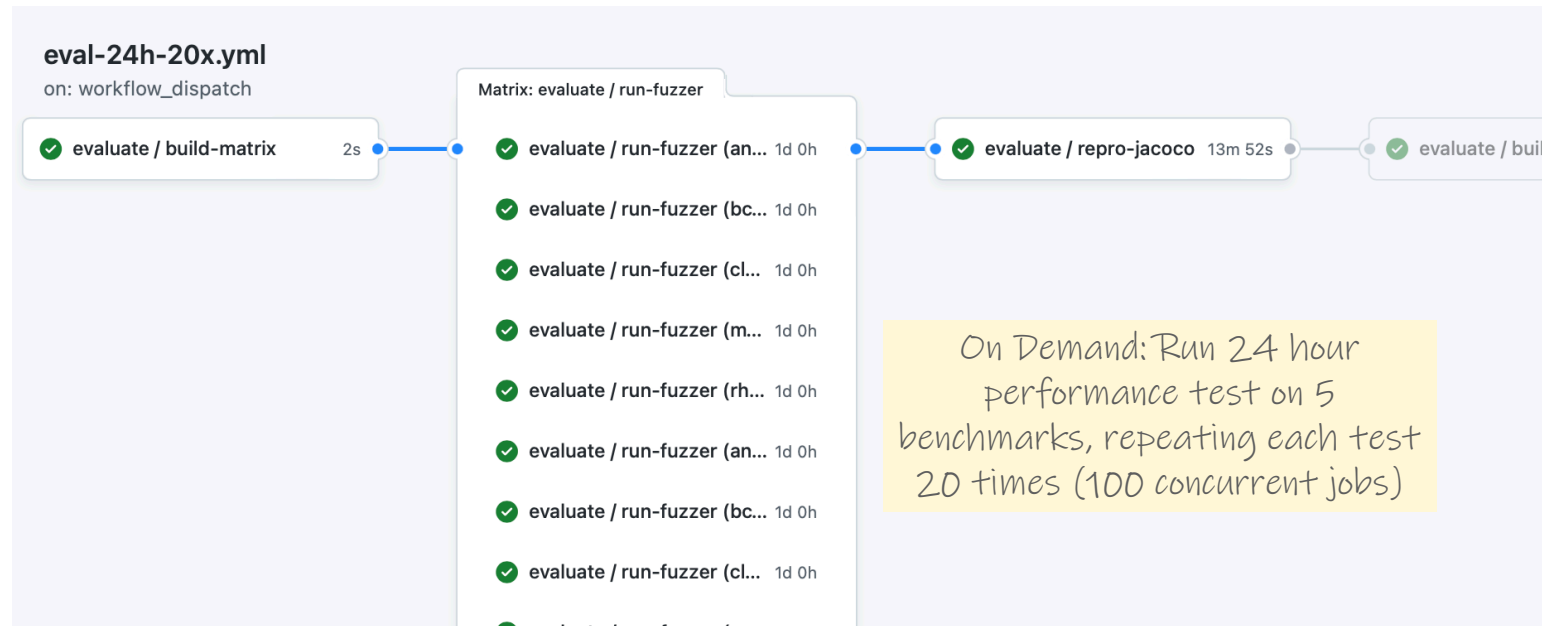 eval-24h-20x.yml
on: workflow_dispatch
evaluate / build-matrix 2s
Matrix: evaluate / run-fuzzer
evaluate / run-fuzzer (an... 1d 0h
evaluate / run-fuzzer (bc... 1d 0h
evaluate / run-fuzzer (cl... 1d 0h
evaluate / run-fuzzer (m... 1d 0h
evaluate / run-fuzzer (rh... 1d 0h
evaluate / run-fuzzer (an... 1d 0h
evaluate / run-fuzzer (bc... 1d 0h
evaluate / run-fuzzer (cl... 1d 0h
evaluate / repro-jacoco 13m 52s
evaluate /
On Demand: Run 24 hour
performance test on 5
benchmarks, repeating each test
20 times (100 concurrent jobs)